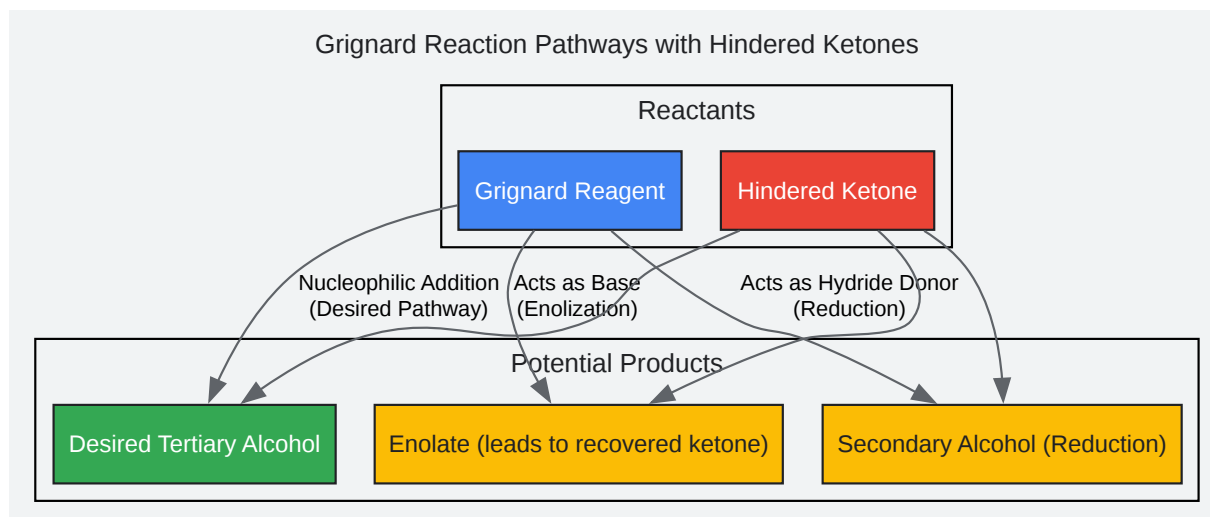 Grignard Reaction Pathways with Hindered Ketones
Reactants
Grignard Reagent
Hindered Ketone
Nucleophilic Addition
(Desired Pathway)
Acts as Base
(Enolization)
Acts as Hydride Donor
(Reduction)
Potential Products
Desired Tertiary Alcohol
Enolate (leads to recovered ketone)
Secondary Alcohol (Reduction)